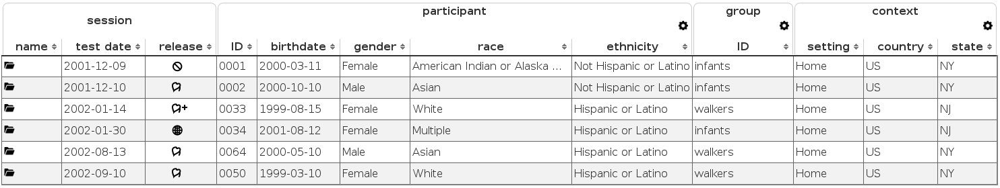 session participant group context
name test date release ID birthdate gender race ethnicity ID setting country state
2001-12-09 0001 2000-03-11 Female American Indian or Alaska ... Not Hispanic or Latino infants Home US NY
2001-12-10 0002 2000-10-10 Male Asian Not Hispanic or Latino infants Home US NY
2002-01-14 0033 1999-08-15 Female White Hispanic or Latino walkers Home US NJ
2002-01-30 0034 2001-08-12 Female Multiple Hispanic or Latino infants Home US NJ
2002-08-13 0064 2000-05-10 Male Asian Hispanic or Latino walkers Home US NY
2002-09-10 0050 1999-03-10 Female White Hispanic or Latino walkers Home US NY